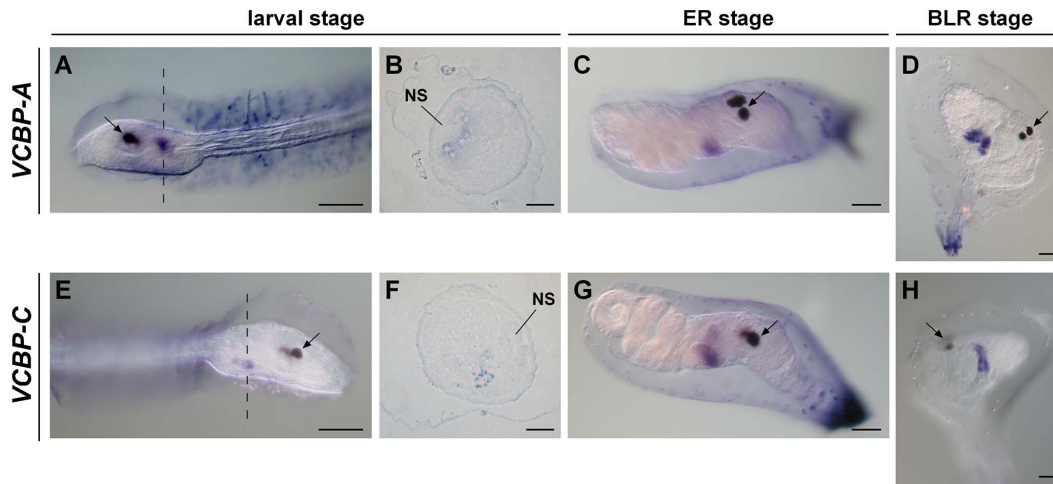 larval stage
ER stage
BLR stage
VCBP-A
A
B
NS
C
D
VCBP-C
E
F
NS
G
H